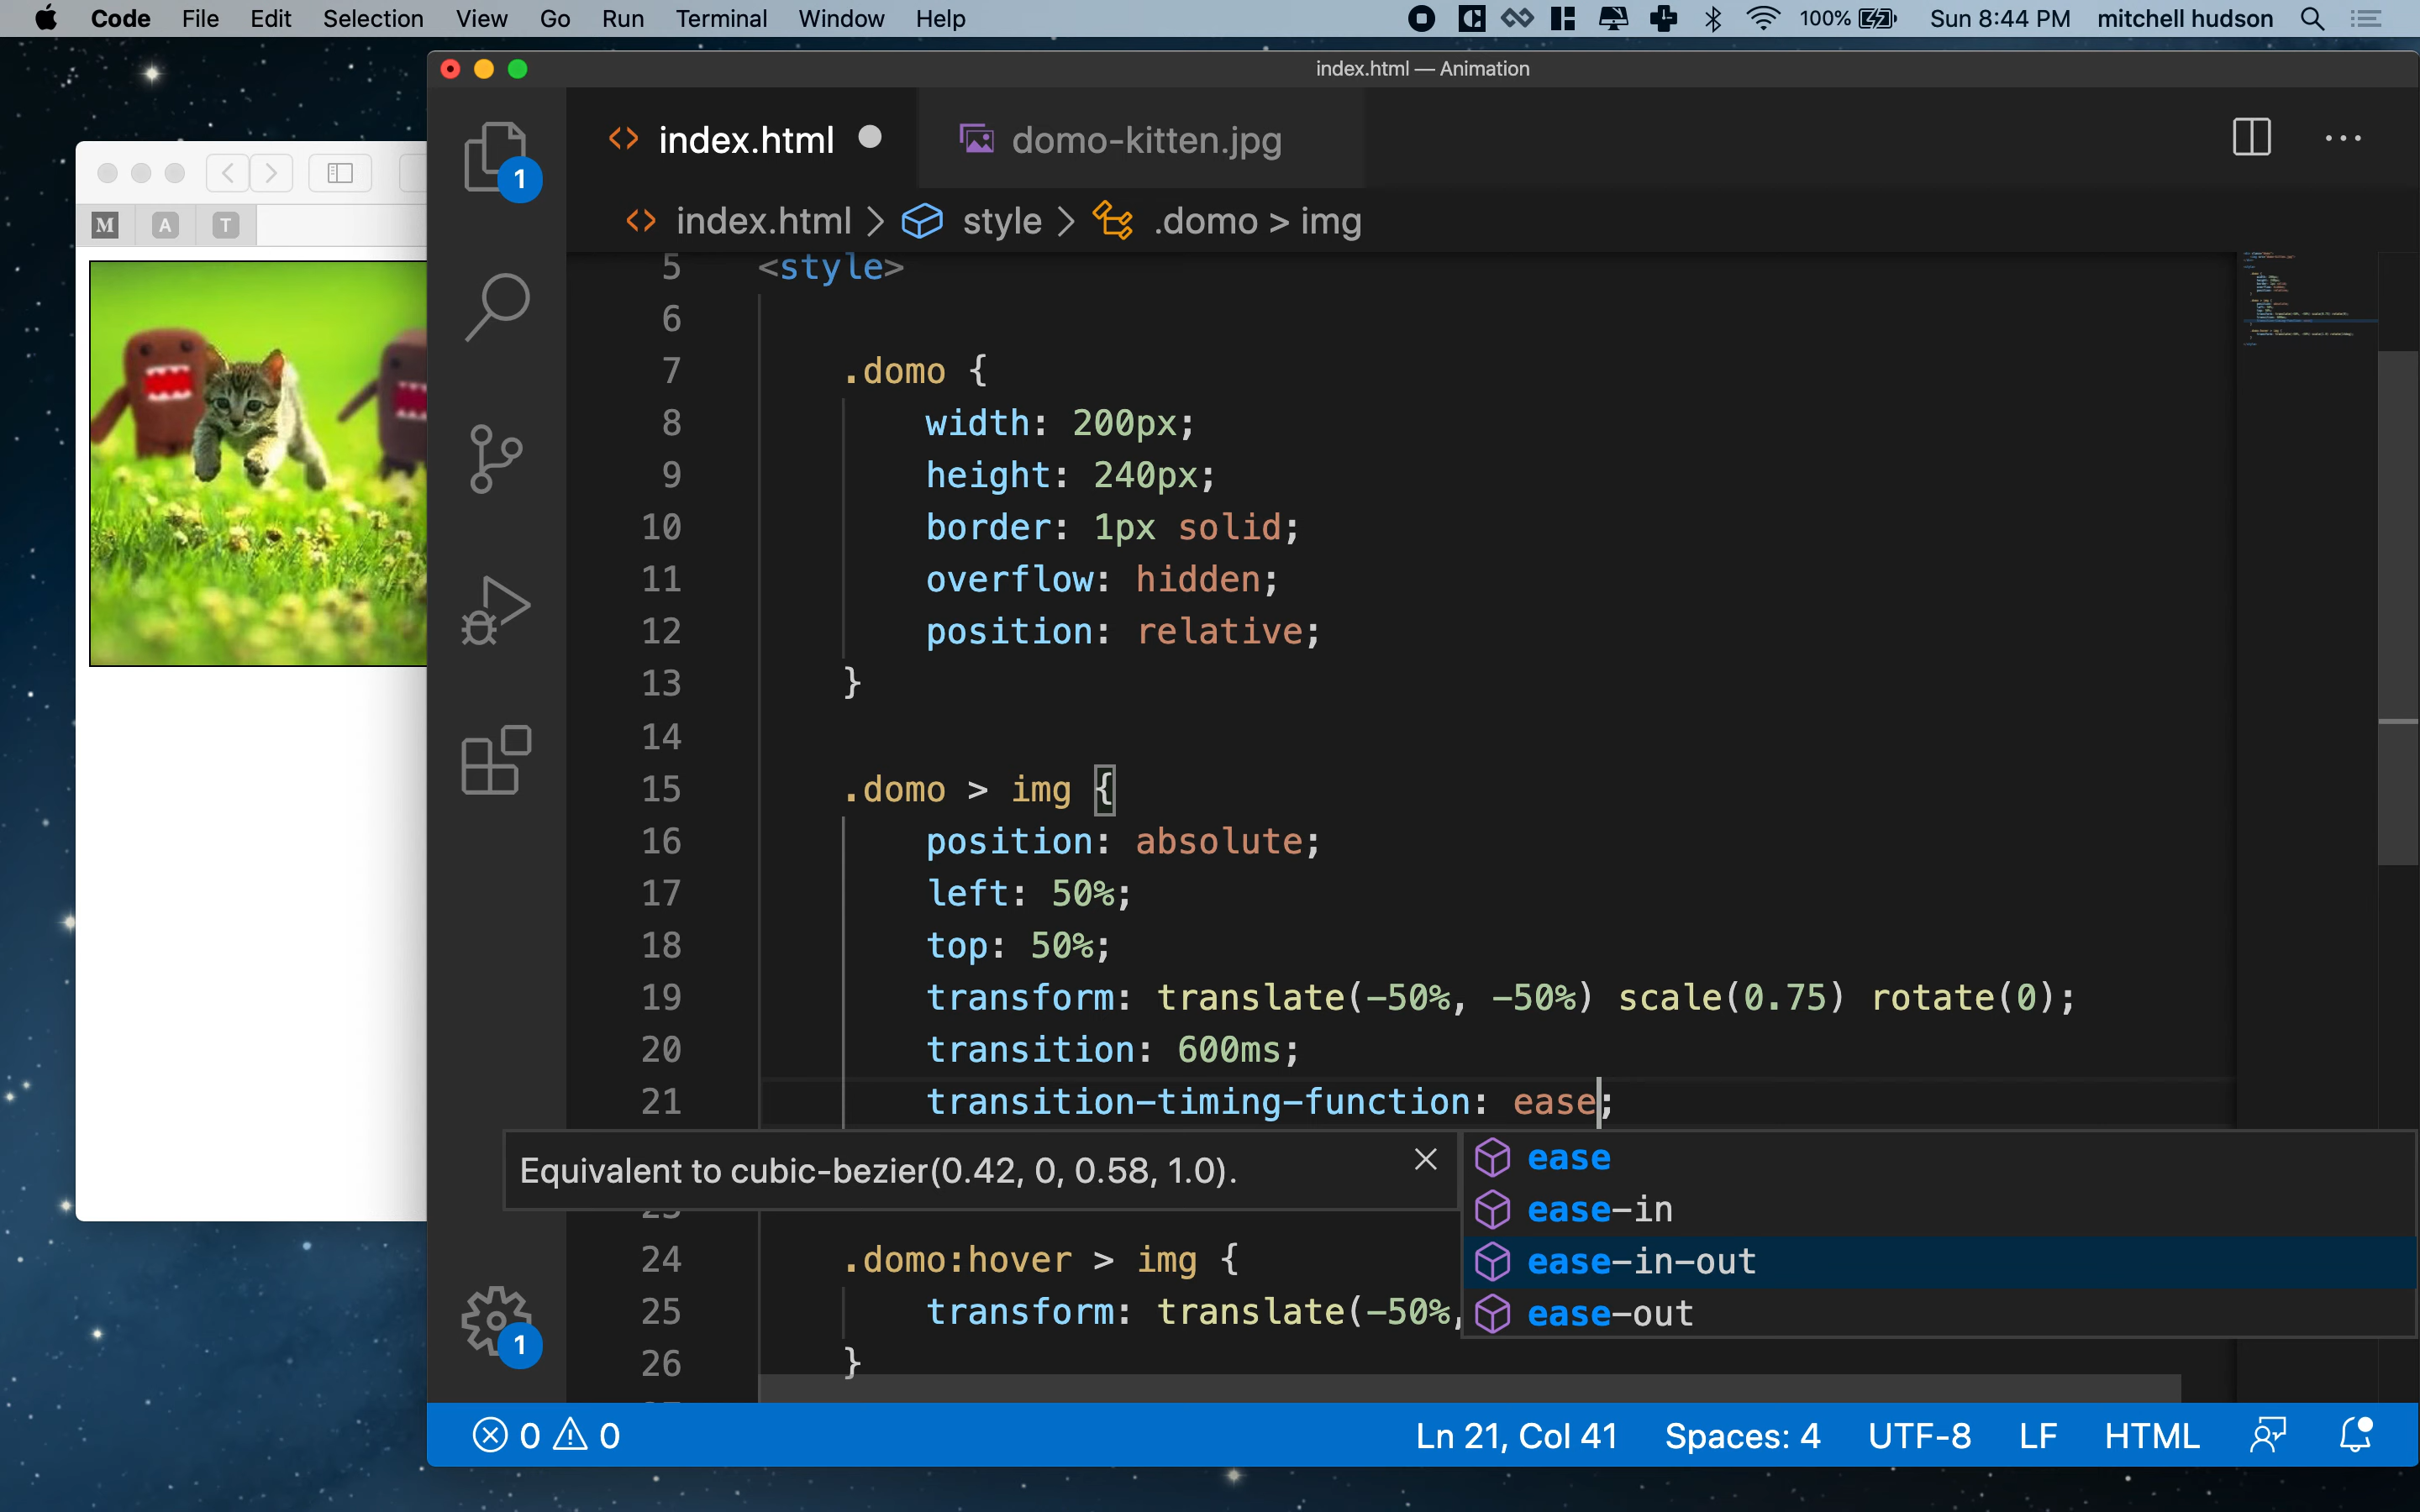 Code File Edit Selection View Go Run Terminal Window Help 100% Sun 8:44 PM mitchell hudson
index.html — Animation
index.html domo-kitten.jpg
1
M A T
index.html > style > .domo > img
5 <style>
6
7 .domo {
8 width: 200px;
9 height: 240px;
10 border: 1px solid;
11 overflow: hidden;
12 position: relative;
13 }
14
15 .domo > img {
16 position: absolute;
17 left: 50%;
18 top: 50%;
19 transform: translate(-50%, -50%) scale(0.75) rotate(0);
20 transition: 600ms;
21 transition-timing-function: ease;
Equivalent to cubic-bezier(0.42, 0, 0.58, 1.0).
ease
ease-in
ease-in-out
ease-out
24 .domo:hover > img {
25 transform: translate(-50%,
26 }
1
0 0 Ln 21, Col 41 Spaces: 4 UTF-8 LF HTML